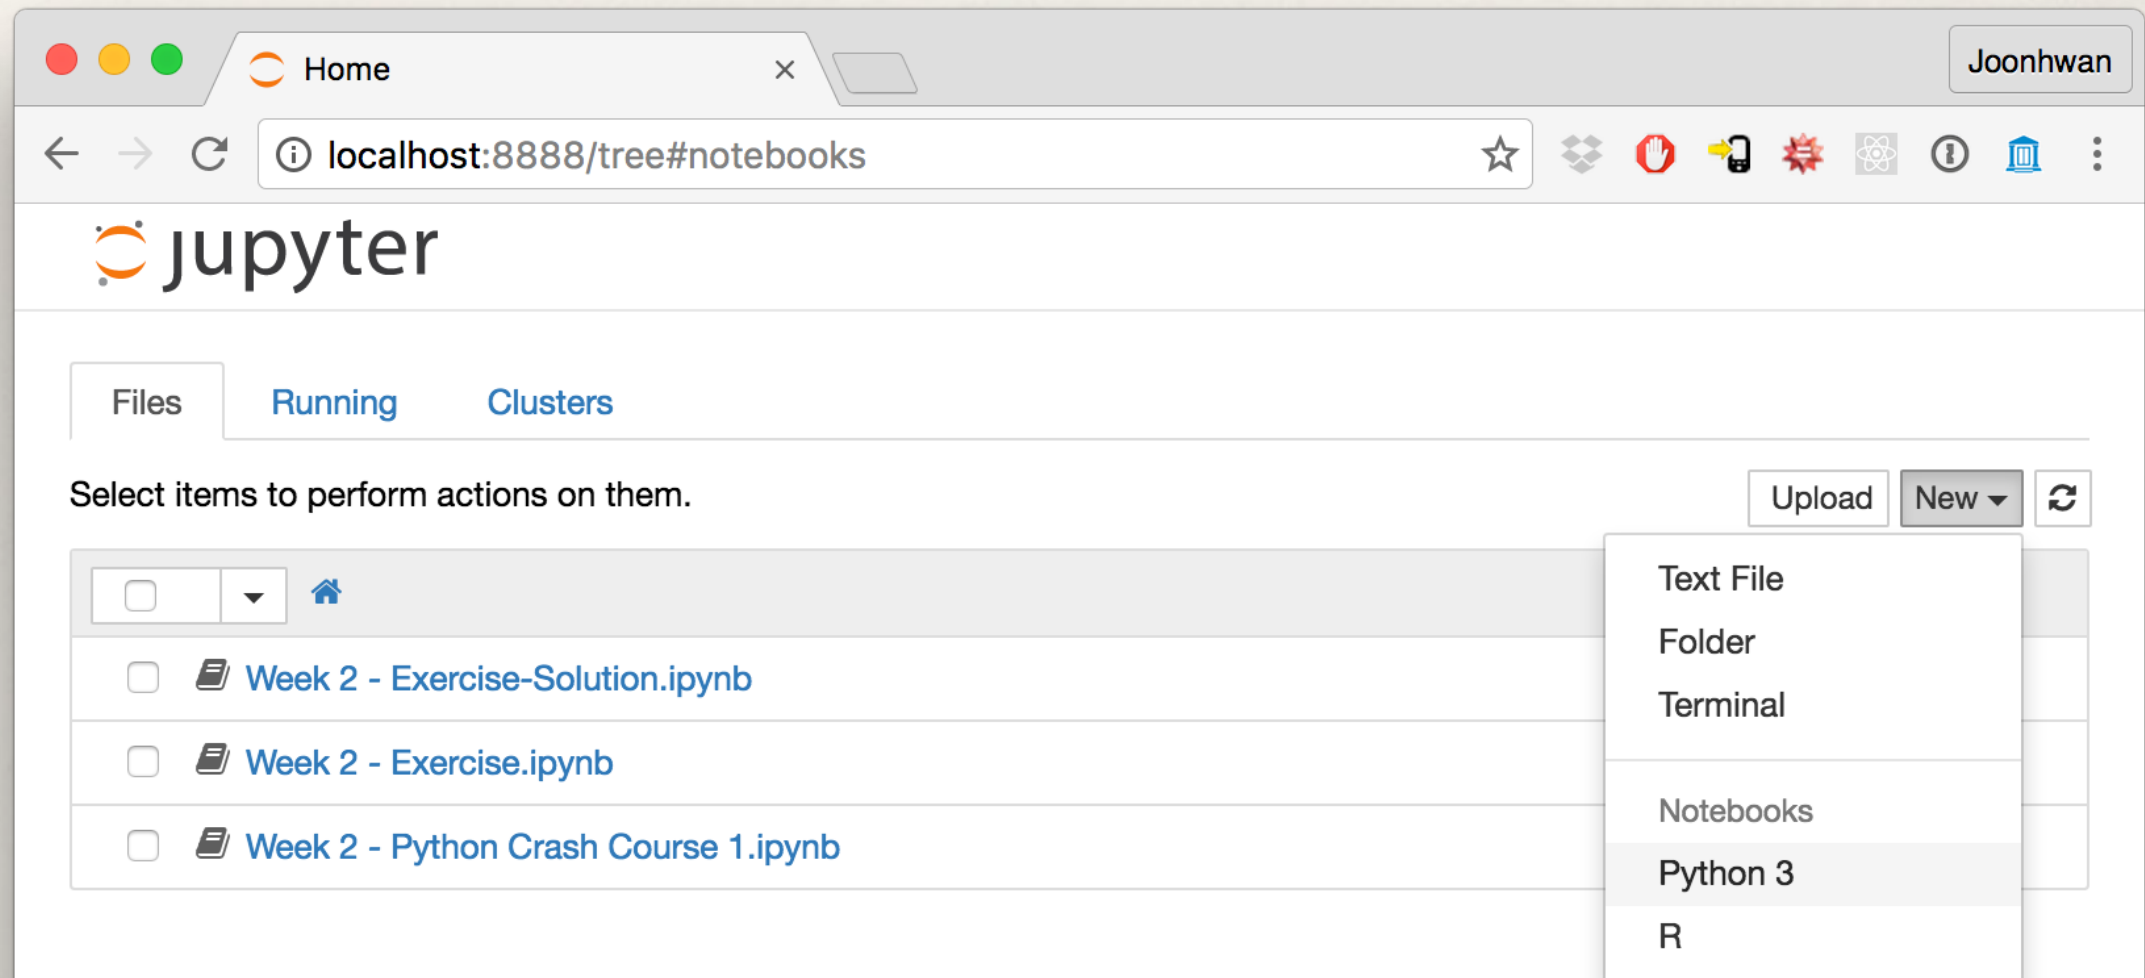 Home
Joonhwan
localhost:8888/tree#notebooks
jupyter
Files Running Clusters
Select items to perform actions on them.
Upload New
Text File
Folder
Terminal
Notebooks
Python 3
R
Week 2 - Exercise-Solution.ipynb
Week 2 - Exercise.ipynb
Week 2 - Python Crash Course 1.ipynb